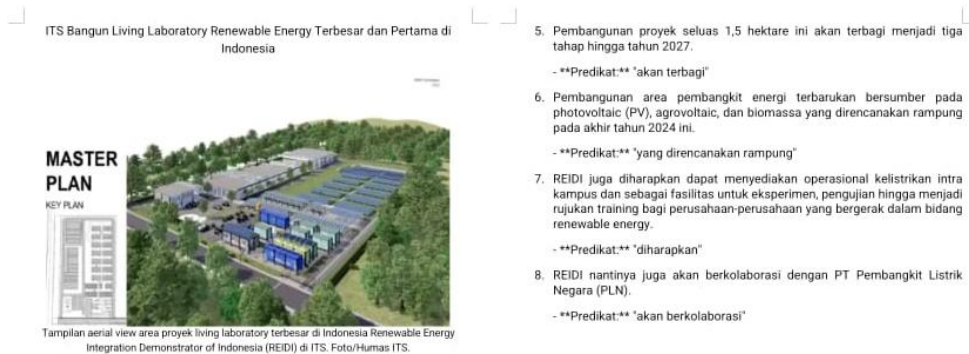 ITS Bangun Living Laboratory Renewable Energy Terbesar dan Pertama di
Indonesia
MASTER
PLAN
KEY PLAN
Tampilan aerial view area proyek living laboratory terbesar di Indonesia Renewable Energy
Integration Demonstrator of Indonesia (REIDI) di ITS. Foto/Humas ITS.
5. Pembangunan proyek seluas 1,5 hektare ini akan terbagi menjadi tiga
tahap hingga tahun 2027.
- **Predikat:** "akan terbagi"
6. Pembangunan area pembangkit energi terbarukan bersumber pada
photovoltaic (PV), agrovoltaic, dan biomassa yang direncanakan rampung
pada akhir tahun 2024 ini.
- **Predikat:** "yang direncanakan rampung"
7. REIDI juga diharapkan dapat menyediakan operasional kelistrikan intra
kampus dan sebagai fasilitas untuk eksperimen, pengujian hingga menjadi
rujukan training bagi perusahaan-perusahaan yang bergerak dalam bidang
renewable energy.
- **Predikat:** "diharapkan"
8. REIDI nantinya juga akan berkolaborasi dengan PT Pembangkit Listrik
Negara (PLN).
- **Predikat:** "akan berkolaborasi"